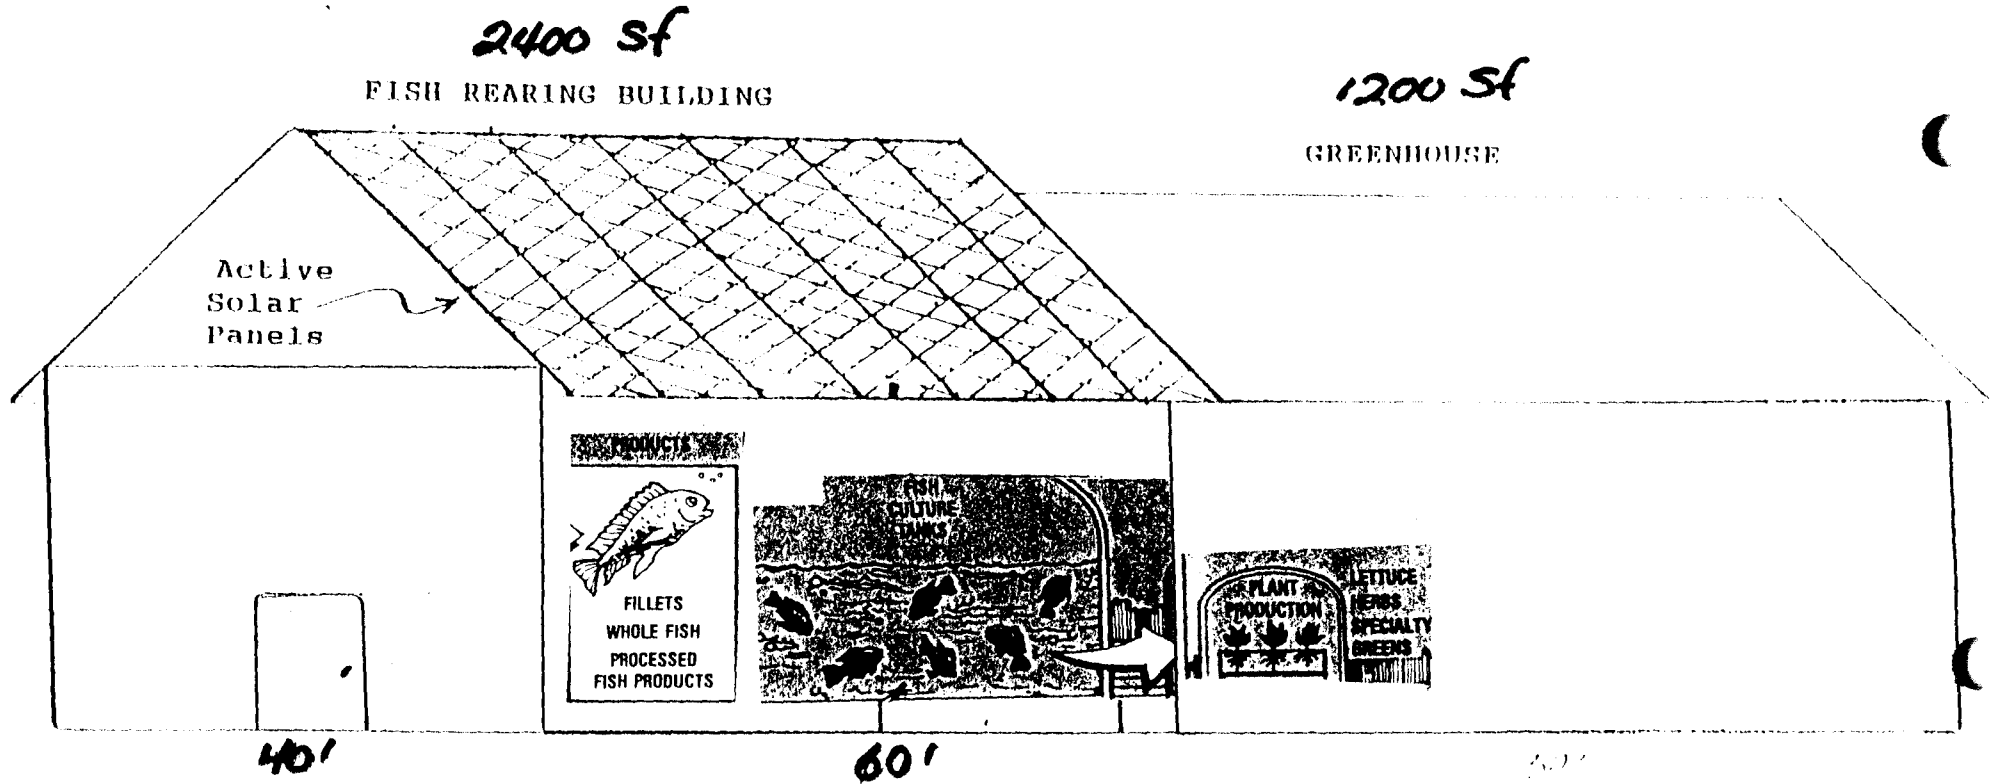 2400 Sf
FISH REARING BUILDING
1200 Sf
GREENHOUSE
Active
Solar
Panels
PRODUCTS
FILLETS
WHOLE FISH
PROCESSED
FISH PRODUCTS
FISH
CULTURE
TANKS
PLANT
PRODUCTION
LETTUCE
HERBS
SPECIALTY
GREENS
40'
60'